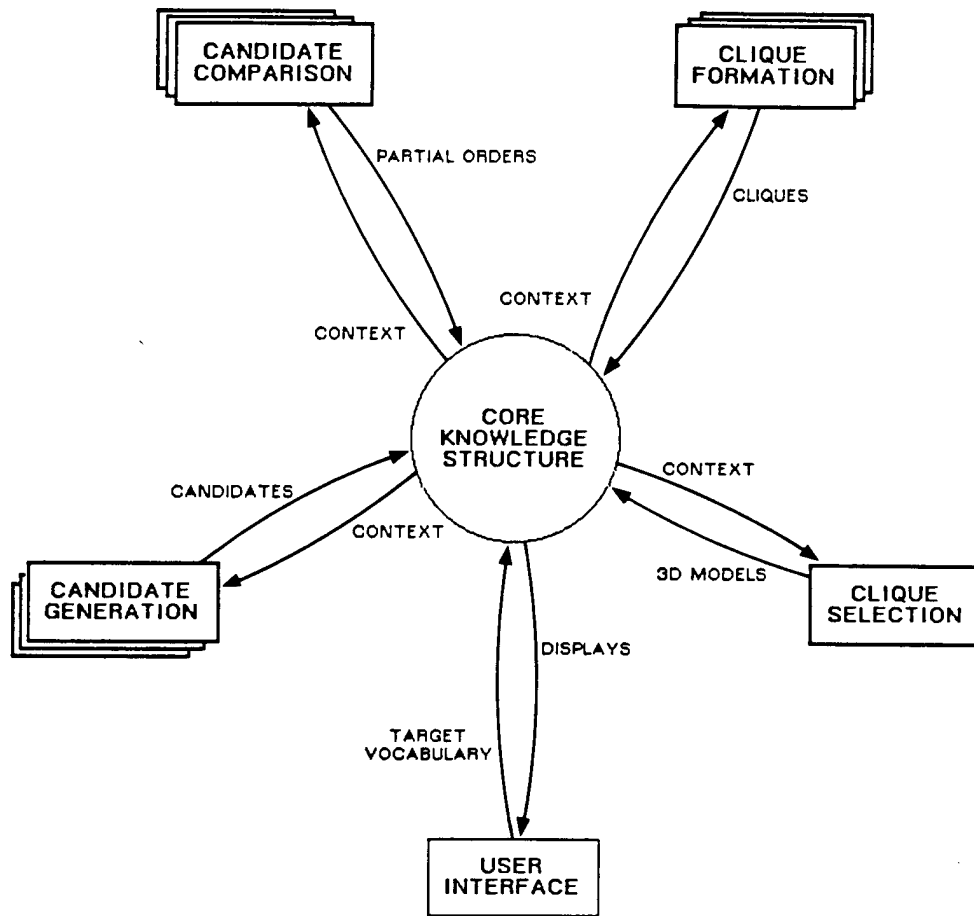 CANDIDATE
COMPARISON
CLIQUE
FORMATION
PARTIAL ORDERS
CLIQUES
CONTEXT
CONTEXT
CORE
KNOWLEDGE
STRUCTURE
CANDIDATES
CONTEXT
CONTEXT
3D MODELS
CANDIDATE
GENERATION
CLIQUE
SELECTION
DISPLAYS
TARGET
VOCABULARY
USER
INTERFACE